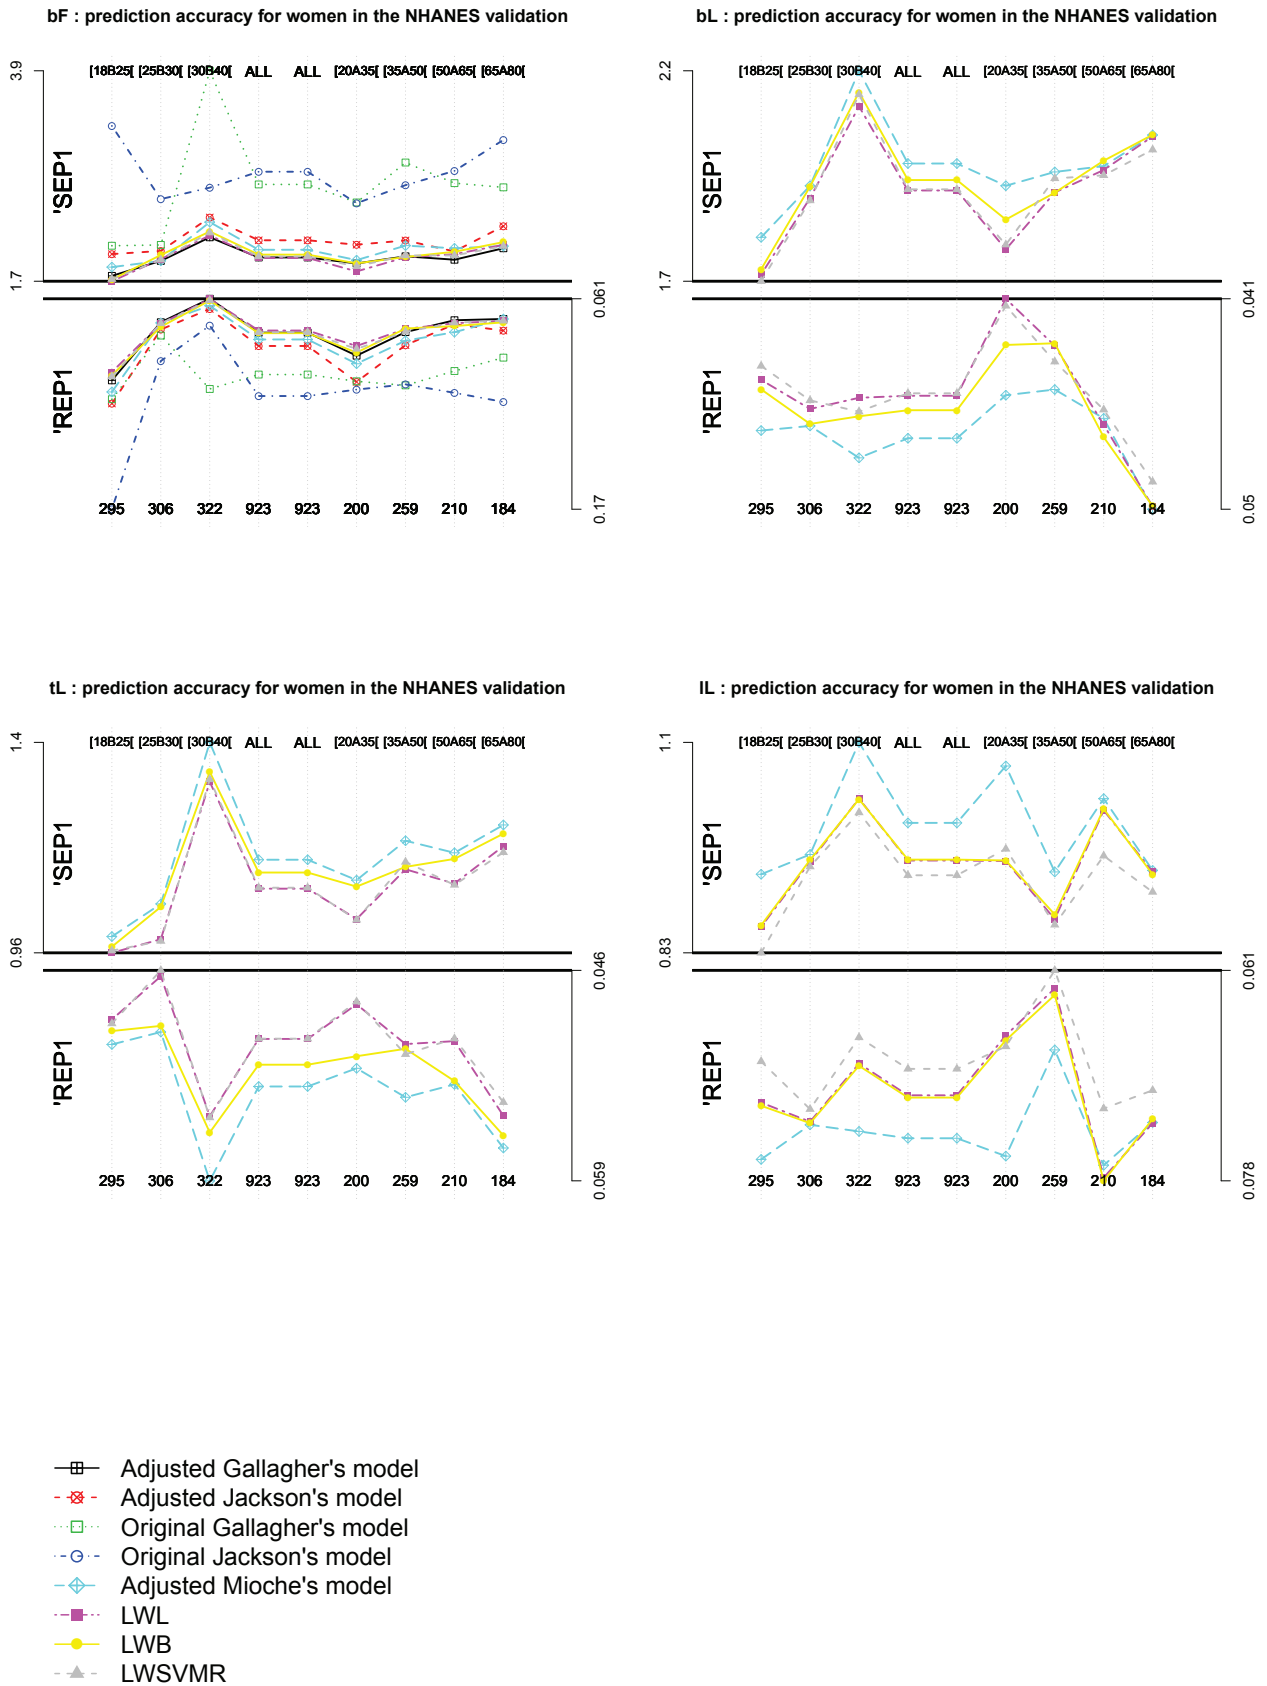 bF : prediction accuracy for women in the NHANES validation
[18B25[ [25B30[ [30B40[ ALL ALL [20A35[ [35A50[ [50A65[ [65A80[
3.9
'SEP1
1.7
0.061
'REP1
0.17
295 306 322 923 923 200 259 210 184
bL : prediction accuracy for women in the NHANES validation
[18B25[ [25B30[ [30B40[ ALL ALL [20A35[ [35A50[ [50A65[ [65A80[
2.2
'SEP1
1.7
0.041
'REP1
0.05
295 306 322 923 923 200 259 210 184
tL : prediction accuracy for women in the NHANES validation
[18B25[ [25B30[ [30B40[ ALL ALL [20A35[ [35A50[ [50A65[ [65A80[
1.4
'SEP1
0.96
0.046
'REP1
0.059
295 306 322 923 923 200 259 210 184
lL : prediction accuracy for women in the NHANES validation
[18B25[ [25B30[ [30B40[ ALL ALL [20A35[ [35A50[ [50A65[ [65A80[
1.1
'SEP1
0.83
0.061
'REP1
0.078
295 306 322 923 923 200 259 210 184
Adjusted Gallagher's model
Adjusted Jackson's model
Original Gallagher's model
Original Jackson's model
Adjusted Mioche's model
LWL
LWB
LWSVMR